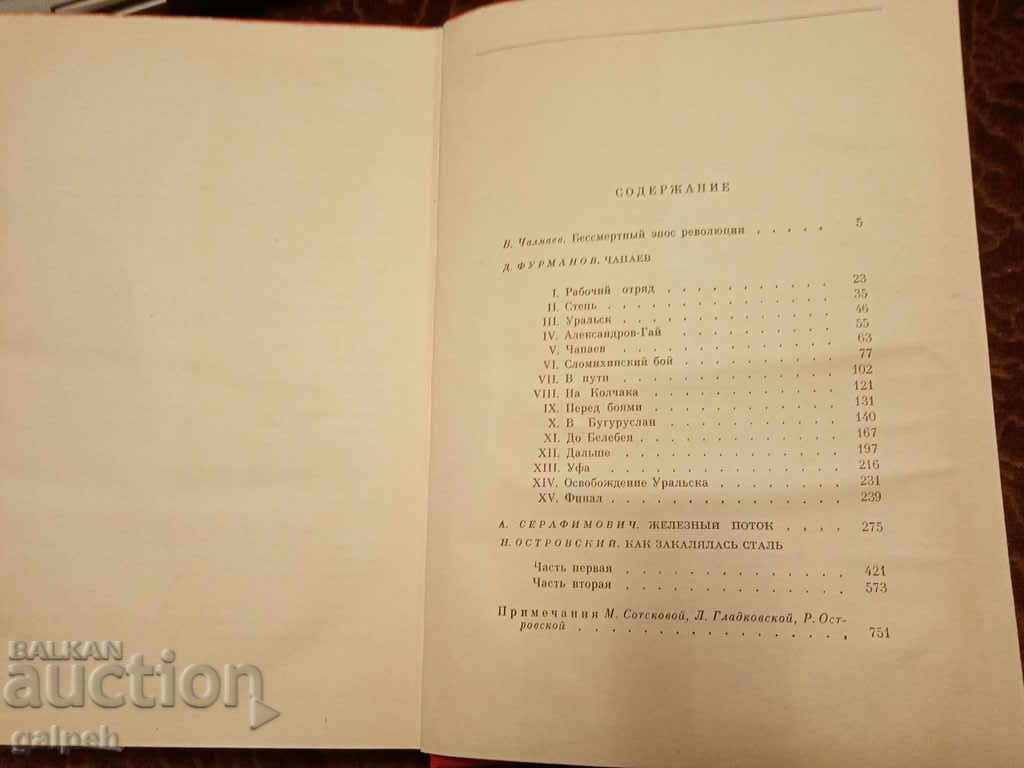 СОДЕРЖАНИЕ
В. Чалмаев. Бессмертный эпос революции . . . . . 5
Д. ФУРМАНОВ. ЧАПАЕВ
I. Рабочий отряд . . . . . . . . . . . 23
II. Степь . . . . . . . . . . . . . 35
III. Уральск . . . . . . . . . . . . 46
IV. Александров-Гай . . . . . . . . . . 55
V. Чапаев . . . . . . . . . . . . . 63
VI. Сломихинский бой . . . . . . . . . 77
VII. В пути . . . . . . . . . . . . . 102
VIII. На Колчака . . . . . . . . . . . 121
IX. Перед боями . . . . . . . . . . . 131
X. В Бугуруслан . . . . . . . . . . . 140
XI. До Белебея . . . . . . . . . . . . 167
XII. Дальше . . . . . . . . . . . . . 197
XIII. Уфа . . . . . . . . . . . . . . 216
XIV. Освобождение Уральска . . . . . . . 231
XV. Финал . . . . . . . . . . . . . 239
А. СЕРАФИМОВИЧ. ЖЕЛЕЗНЫЙ ПОТОК . . . . 275
Н. ОСТРОВСКИЙ. КАК ЗАКАЛЯЛАСЬ СТАЛЬ
Часть первая . . . . . . . . . . . . . 421
Часть вторая . . . . . . . . . . . . . 573
Примечания М. Сотсковой, Л. Гладковской, Р. Ост-
ровской . . . . . . . . . . . . . . . . 751
BALKAN
auction
galpeh